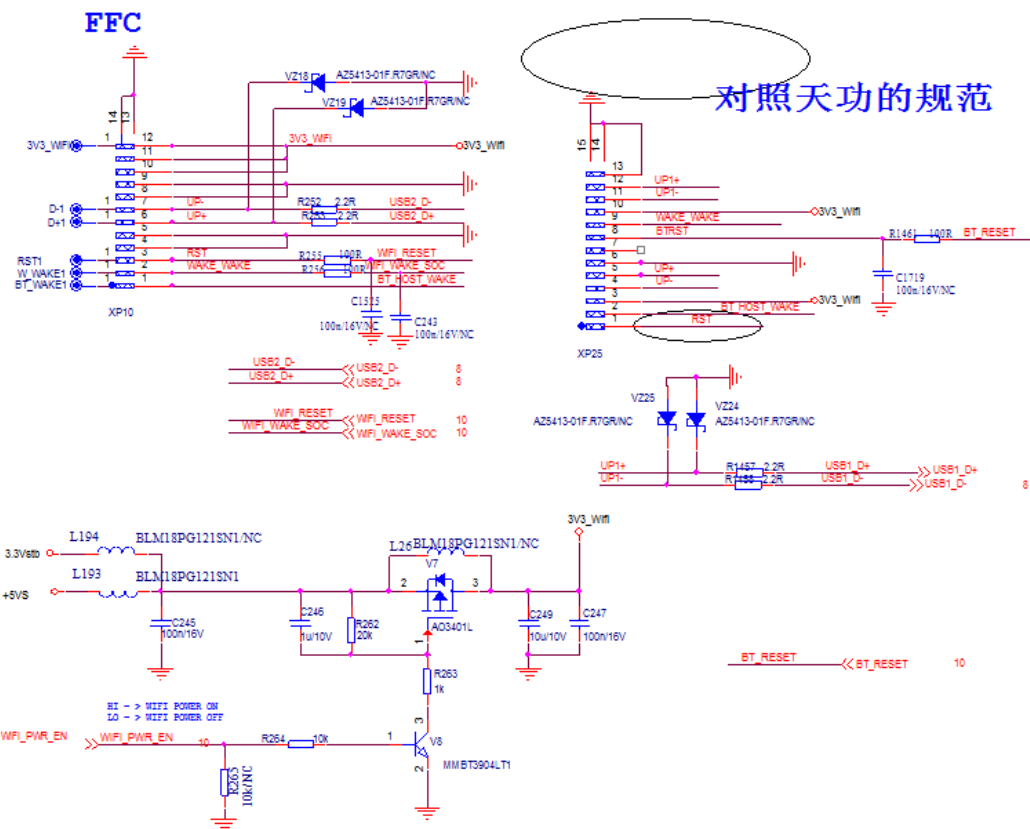 FFC
对照天功的规范
VZ18
AZ5413-01F.R7GR/NC
VZ19
AZ5413-01F.R7GR/NC
14
13
3V3_WIFI
1
12
3V3_WIFI
3V3_Wifi
11
10
9
8
D-1
1
7
UP-
R252
2.2R
USB2_D-
D+1
1
6
UP+
R253
2.2R
USB2_D+
5
4
RST1
1
3
RST
R255
100R
WIFI_RESET
W_WAKE1
1
2
WAKE_WAKE
R256
100R
WIFI_WAKE_SOC
BT_WAKE1
1
1
BT_HOST_WAKE
XP10
C1525
100n/16V/NC
C243
100n/16V/NC
15
14
13
12
UP1+
11
UP1-
10
3V3_Wifi
9
WAKE_WAKE
8
BTRST
R1461
100R
BT_RESET
7
6
5
UP+
4
UP-
3
3V3_Wifi
2
BT_HOST_WAKE
1
RST
XP25
C1719
100n/16V/NC
USB2_D-
USB2_D-
8
USB2_D+
USB2_D+
8
WIFI_RESET
WIFI_RESET
10
WIFI_WAKE_SOC
WIFI_WAKE_SOC
10
VZ25
AZ5413-01F.R7GR/NC
VZ24
AZ5413-01F.R7GR/NC
UP1+
R1457
2.2R
USB1_D+
USB1_D+
UP1-
2.2R
USB1_D-
USB1_D-
8
3.3Vstb
L194
BLM18PG121SN1/NC
+5VS
L193
BLM18PG121SN1
C245
100n/16V
L26
BLM18PG121SN1/NC
V7
2
3
1
AO3401L
3V3_Wifi
C246
1u/10V
R262
20k
C249
10u/10V
C247
100n/16V
R263
1k
BT_RESET
BT_RESET
10
HI - > WIFI POWER ON
LO - > WIFI POWER OFF
WIFI_PWR_EN
WIFI_PWR_EN
10
R264
10k
1
3
V8
2
MMBT3904LT1
R265
10k/NC